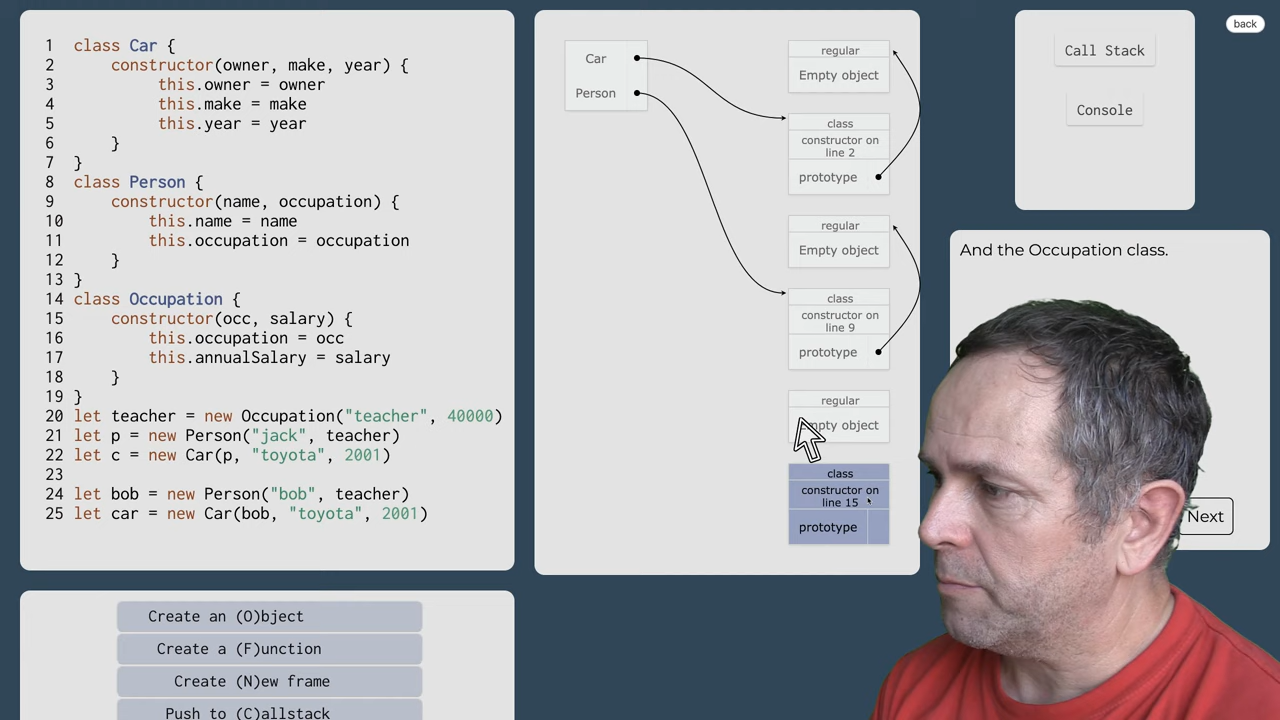 1 class Car {
2 constructor(owner, make, year) {
3 this.owner = owner
4 this.make = make
5 this.year = year
6 }
7 }
8 class Person {
9 constructor(name, occupation) {
10 this.name = name
11 this.occupation = occupation
12 }
13 }
14 class Occupation {
15 constructor(occ, salary) {
16 this.occupation = occ
17 this.annualSalary = salary
18 }
19 }
20 let teacher = new Occupation("teacher", 40000)
21 let p = new Person("jack", teacher)
22 let c = new Car(p, "toyota", 2001)
23
24 let bob = new Person("bob", teacher)
25 let car = new Car(bob, "toyota", 2001)
Create an (O)bject
Create a (F)unction
Create (N)ew frame
Push to (C)allstack
Car
Person
regular
Empty object
class
constructor on
line 2
prototype
regular
Empty object
class
constructor on
line 9
prototype
regular
object
class
constructor on
line 15
prototype
Call Stack
Console
back
And the Occupation class.
Next